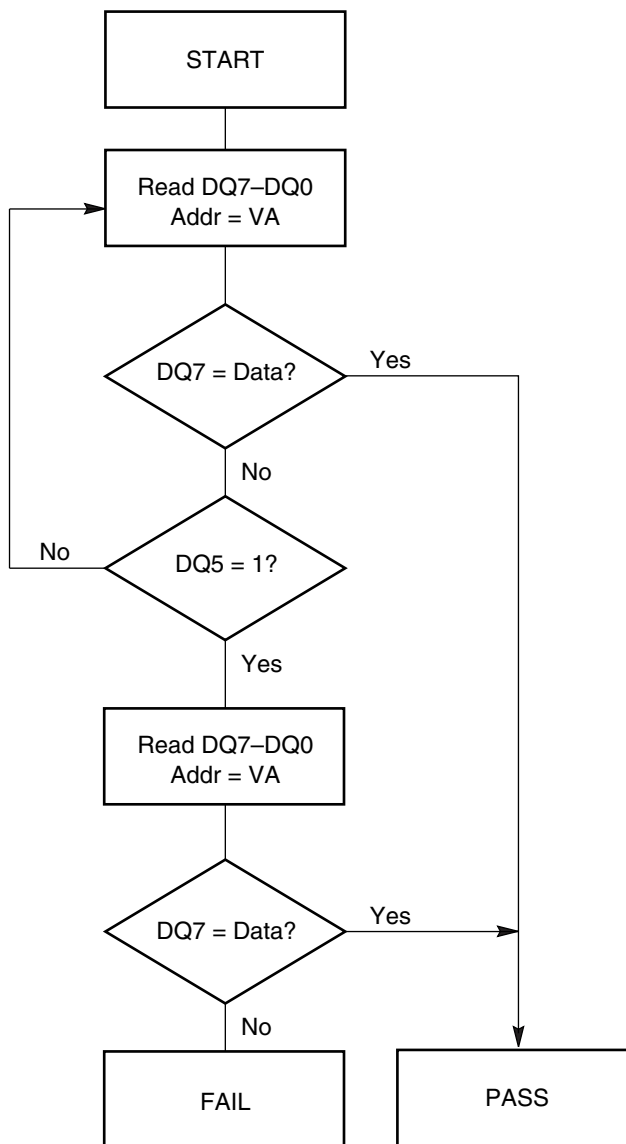 START
Read DQ7–DQ0
Addr = VA
DQ7 = Data?
Yes
No
No
DQ5 = 1?
Yes
Read DQ7–DQ0
Addr = VA
DQ7 = Data?
Yes
No
FAIL
PASS